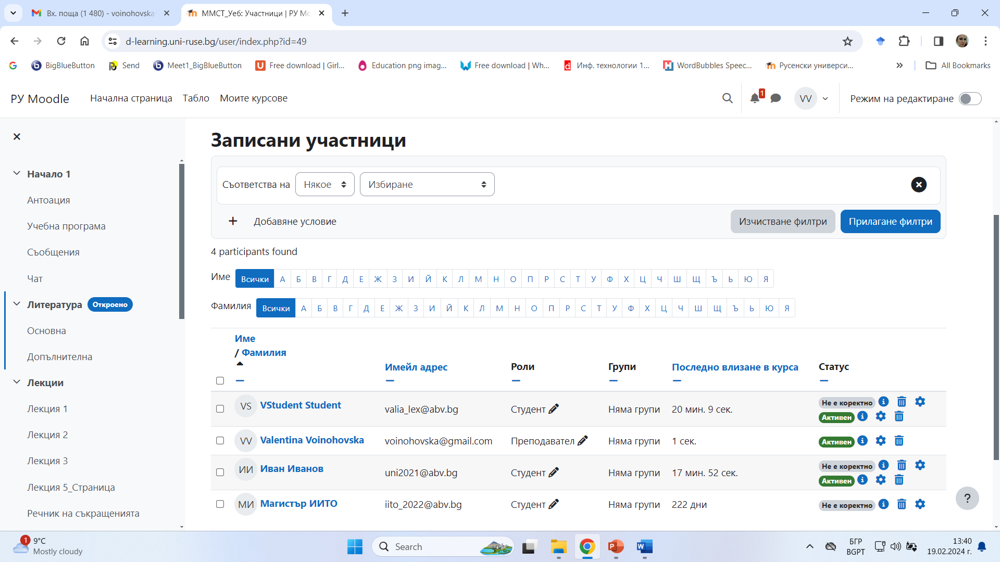 Вх. поща (1 480) - voinohovska
ММСТ_Уеб: Участници | РУ Мо
d-learning.uni-ruse.bg/user/index.php?id=49
BigBlueButton Send Meet1_BigBlueButton Free download | Girl... Education png imag... Free download | Wh... Инф. технологии 1... WordBubbles Speec... Русенски универси... All Bookmarks
РУ Moodle Начална страница Табло Моите курсове 1 VV Режим на редактиране
Начало 1
Антоация
Учебна програма
Съобщения
Чат
Литература Откроено
Основна
Допълнителна
Лекции
Лекция 1
Лекция 2
Лекция 3
Лекция 5_Страница
Речник на съкращенията
Записани участници
Съответства на Някое Избиране
Добавяне условие Изчистване филтри Прилагане филтри
4 participants found
Име Всички А Б В Г Д Е Ж З И Й К Л М Н О П Р С Т У Ф Х Ц Ч Ш Щ Ъ Ь Ю Я
Фамилия Всички А Б В Г Д Е Ж З И Й К Л М Н О П Р С Т У Ф Х Ц Ч Ш Щ Ъ Ь Ю Я
Име
/ Фамилия
Имейл адрес Роли Групи Последно влизане в курса Статус
VS VStudent Student valia_lex@abv.bg Студент Няма групи 20 мин. 9 сек. Не е коректно
Активен
VV Valentina Voinohovska voinohovska@gmail.com Преподавател Няма групи 1 сек. Активен
ИИ Иван Иванов uni2021@abv.bg Студент Няма групи 17 мин. 52 сек. Не е коректно
Активен
МИ Магистър ИИТО iito_2022@abv.bg Студент Няма групи 222 дни Не е коректно
?
1 9°C
Mostly cloudy
Search
БГР
BGPT
13:40
19.02.2024 г.